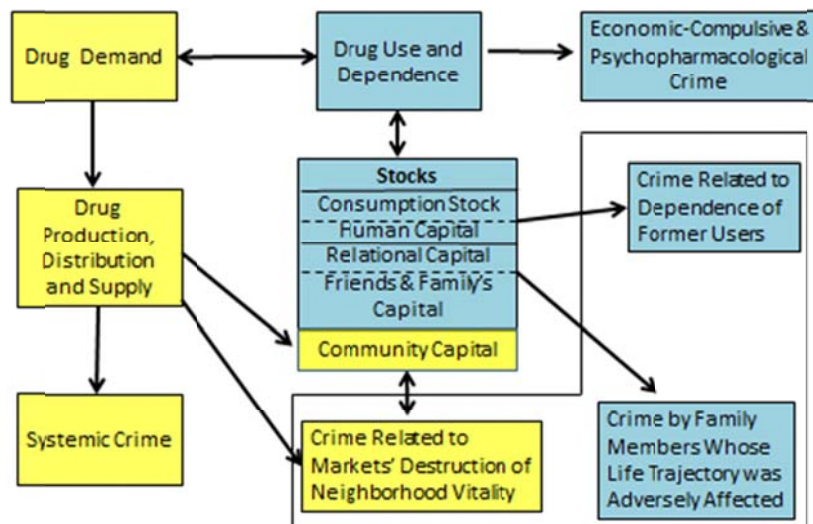 Drug Demand
Drug Use and
Dependence
Economic-Compulsive &
Psychopharmacological
Crime
Drug
Production,
Distribution
and Supply
Stocks
Consumption Stock
Human Capital
Relational Capital
Friends & Family's
Capital
Community Capital
Crime Related to
Dependence of
Former Users
Systemic Crime
Crime Related to
Markets' Destruction of
Neighborhood Vitality
Crime by Family
Members Whose
Life Trajectory was
Adversely Affected